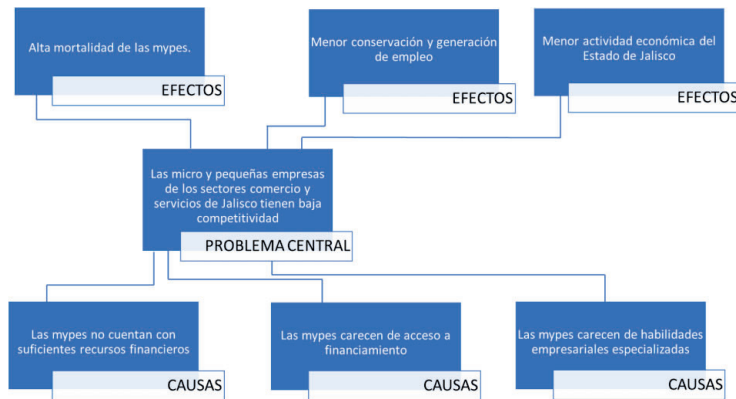 Alta mortalidad de las mypes.
EFECTOS
Menor conservación y generación
de empleo
EFECTOS
Menor actividad económica del
Estado de Jalisco
EFECTOS
Las micro y pequeñas empresas
de los sectores comercio y
servicios de Jalisco tienen baja
competitividad
PROBLEMA CENTRAL
Las mypes no cuentan con
suficientes recursos financieros
CAUSAS
Las mypes carecen de acceso a
financiamiento
CAUSAS
Las mypes carecen de habilidades
empresariales especializadas
CAUSAS